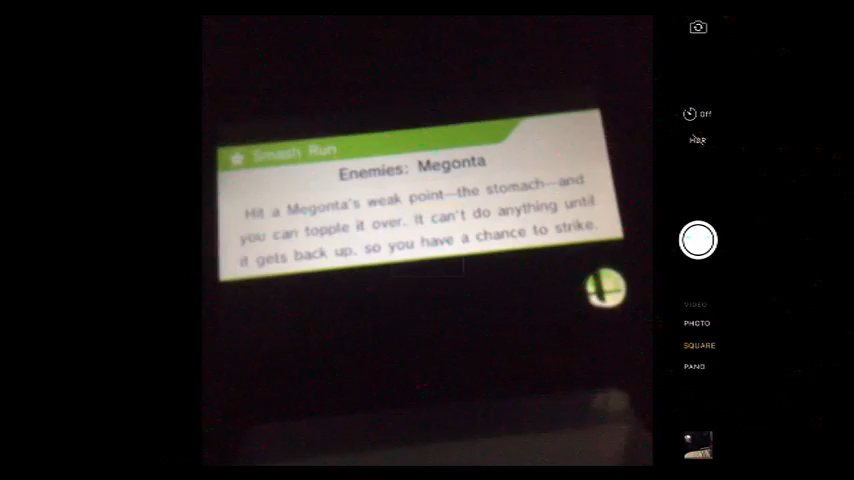 Smash Run
Enemies: Megonta
Hit a Megonta's weak point—the stomach—and
you can topple it over. It can't do anything until
it gets back up, so you have a chance to strike.
Off
HDR
VIDEO
PHOTO
SQUARE
PANO